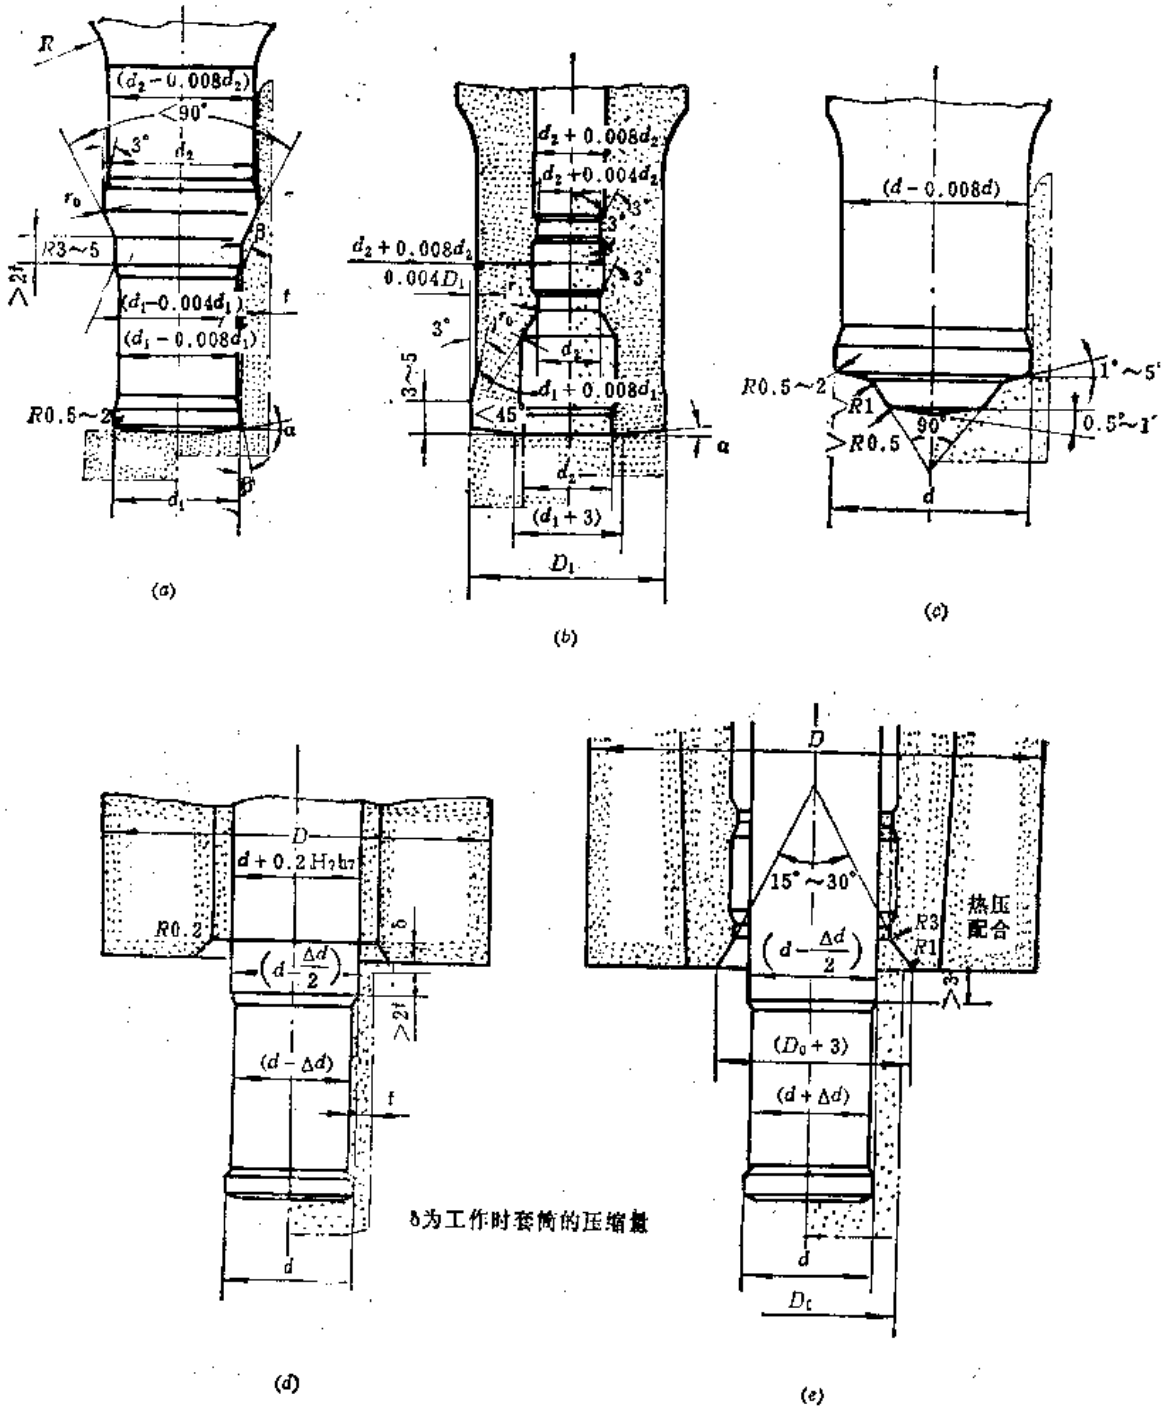 R
(d₂−0.008d₂)
<90°
3°
d₂
r₀
R3~5
>2t
β
(d₁−0.004d₁)
t
(d₁−0.008d₁)
R0.5~2
α
β
d₁
(a)
d₂+0.008d₂
d₂+0.004d₂
3°
3°
d₂+0.008d₂
0.004D₁
3°
r₁
3°
r₀
3~5
d₂
d₁+0.008d₁
<45
α
d₂
(d₁+3)
D₁
(b)
(d−0.008d)
R0.5~2
1°~5°
>R1
0.5°~1°
>R0.5
90°
d
(c)
D
d+0.2H₇h₇
R0.2
δ
(d−Δd/2)
>2t
(d−Δd)
t
d
δ为工作时套筒的压缩量
(d)
D
15°~30°
热压
配合
R3
R1
(d−Δd/2)
>3
(D₀+3)
(d+Δd)
d
D₀
(e)